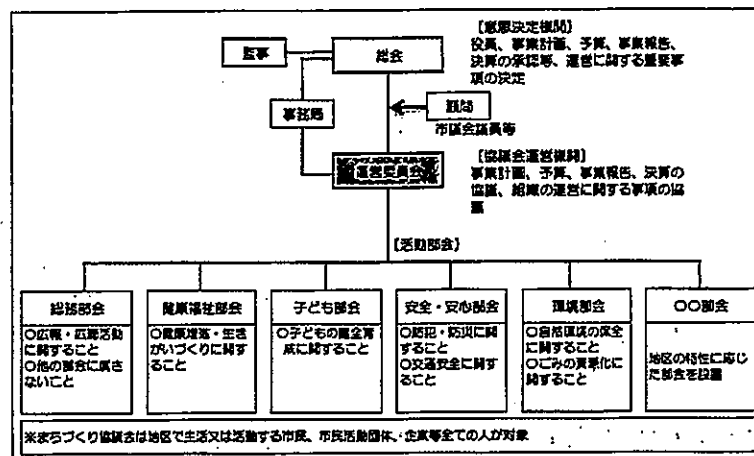 [意思決定機関]
役員、事業計画、予算、事業報告、
決算の承認等、運営に関する重要事
項の決定
監事
総会
事務局
顧問
市議会議員等
運営委員会
[協議会運営機関]
事業計画、予算、事業報告、決算の
協議、組織の運営に関する事項の協
議
[活動部会]
総務部会
○広報・広聴活動
に関すること
○他の部会に属さ
ないこと
健康福祉部会
○健康増進・生き
がいづくりに関す
ること
子ども部会
○子どもの健全育
成に関すること
安全・安心部会
○防犯・防災に関
すること
○交通安全に関す
ること
環境部会
○自然環境の保全
に関すること
○ごみの資源化に
関すること
○○部会
地区の特性に応じ
た部会を設置
※まちづくり協議会は地区で生活又は活動する市民、市民活動団体、企業等全ての人が対象